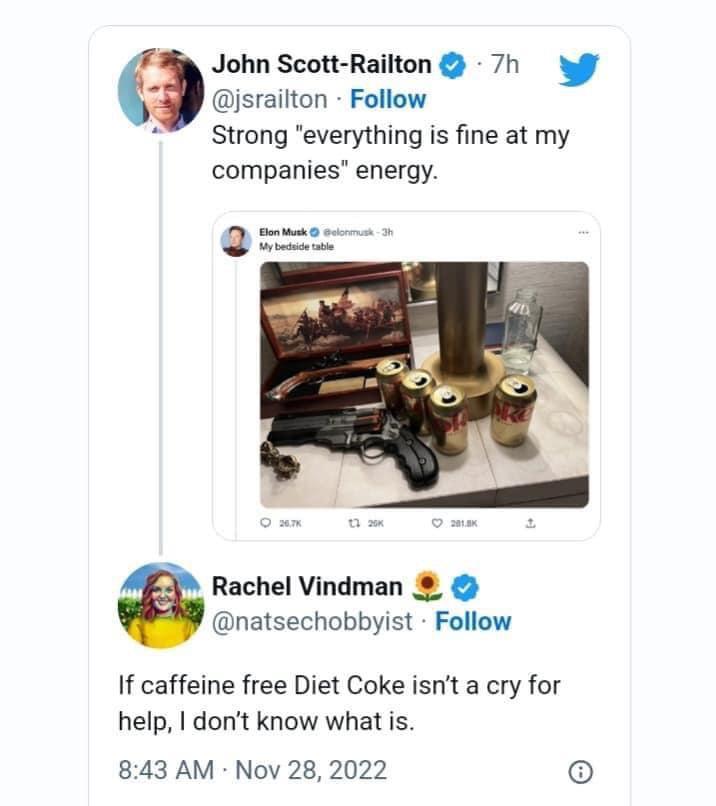 John Scott-Railton · 7h
@jsrailton · Follow
Strong "everything is fine at my
companies" energy.
Elon Musk @elonmusk · 3h
My bedside table
ke
26.7K 26K 281.8K
Rachel Vindman 🌻
@natsechobbyist · Follow
If caffeine free Diet Coke isn’t a cry for
help, I don’t know what is.
8:43 AM · Nov 28, 2022